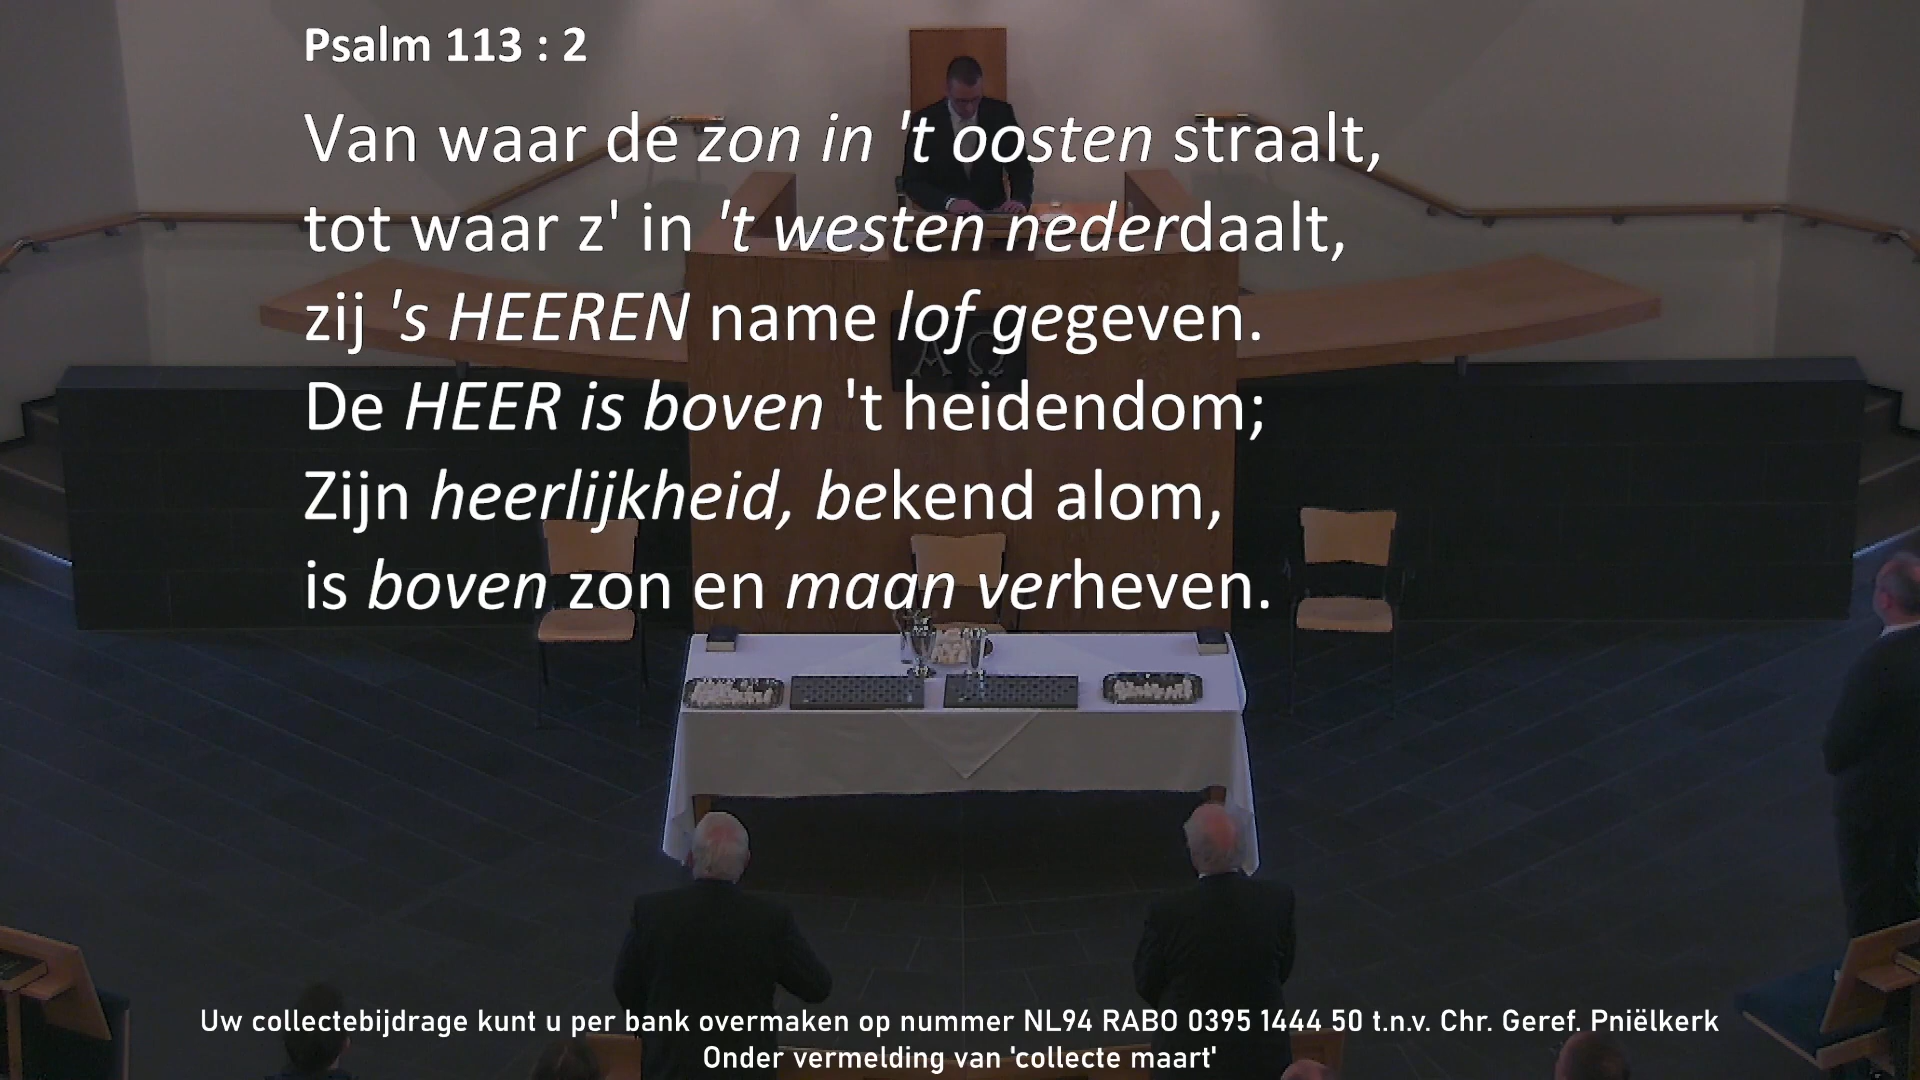 Psalm 113 : 2
Van waar de zon in 't oosten straalt,
tot waar z' in 't westen nederdaalt,
zij 's HEEREN name lof gegeven.
De HEER is boven 't heidendom;
Zijn heerlijkheid, bekend alom,
is boven zon en maan verheven.
ΑΩ
Uw collectebijdrage kunt u per bank overmaken op nummer NL94 RABO 0395 1444 50 t.n.v. Chr. Geref. Pniëlkerk
Onder vermelding van 'collecte maart'